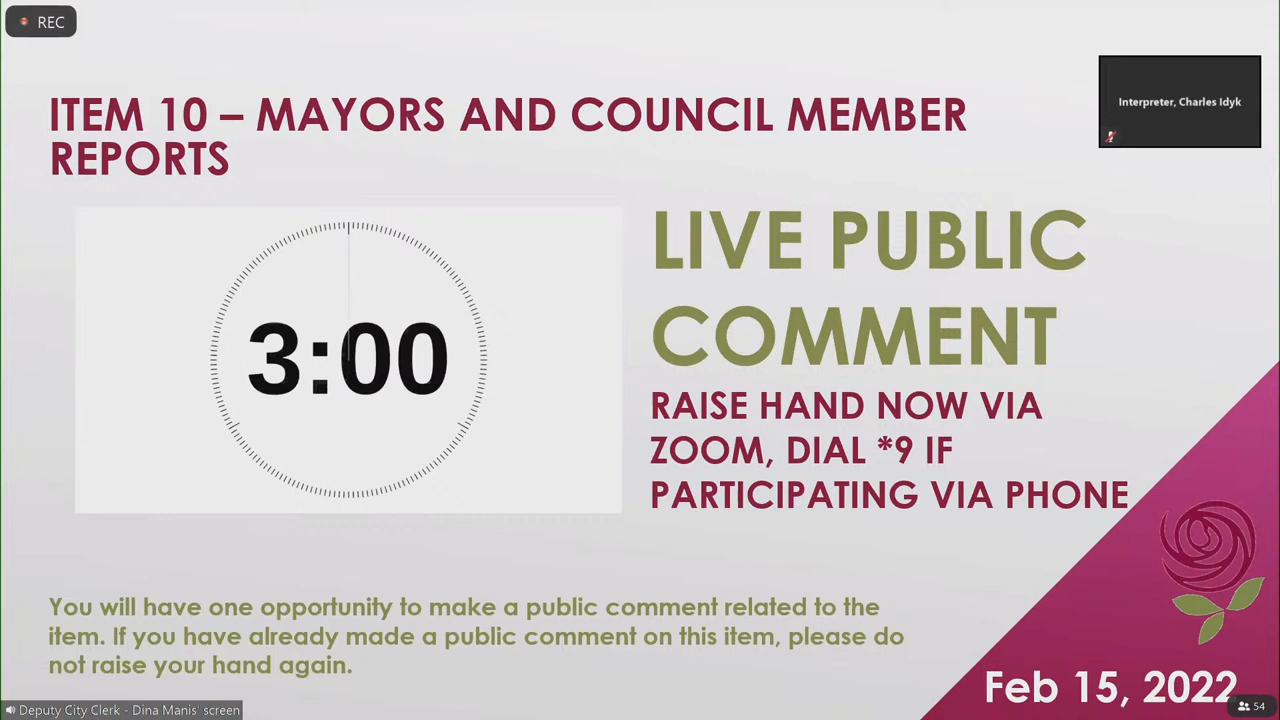 REC
Interpreter, Charles Idyk
ITEM 10 – MAYORS AND COUNCIL MEMBER
REPORTS
3:00
LIVE PUBLIC
COMMENT
RAISE HAND NOW VIA
ZOOM, DIAL *9 IF
PARTICIPATING VIA PHONE
You will have one opportunity to make a public comment related to the
item. If you have already made a public comment on this item, please do
not raise your hand again.
Feb 15, 2022
Deputy City Clerk - Dina Manis' screen
54